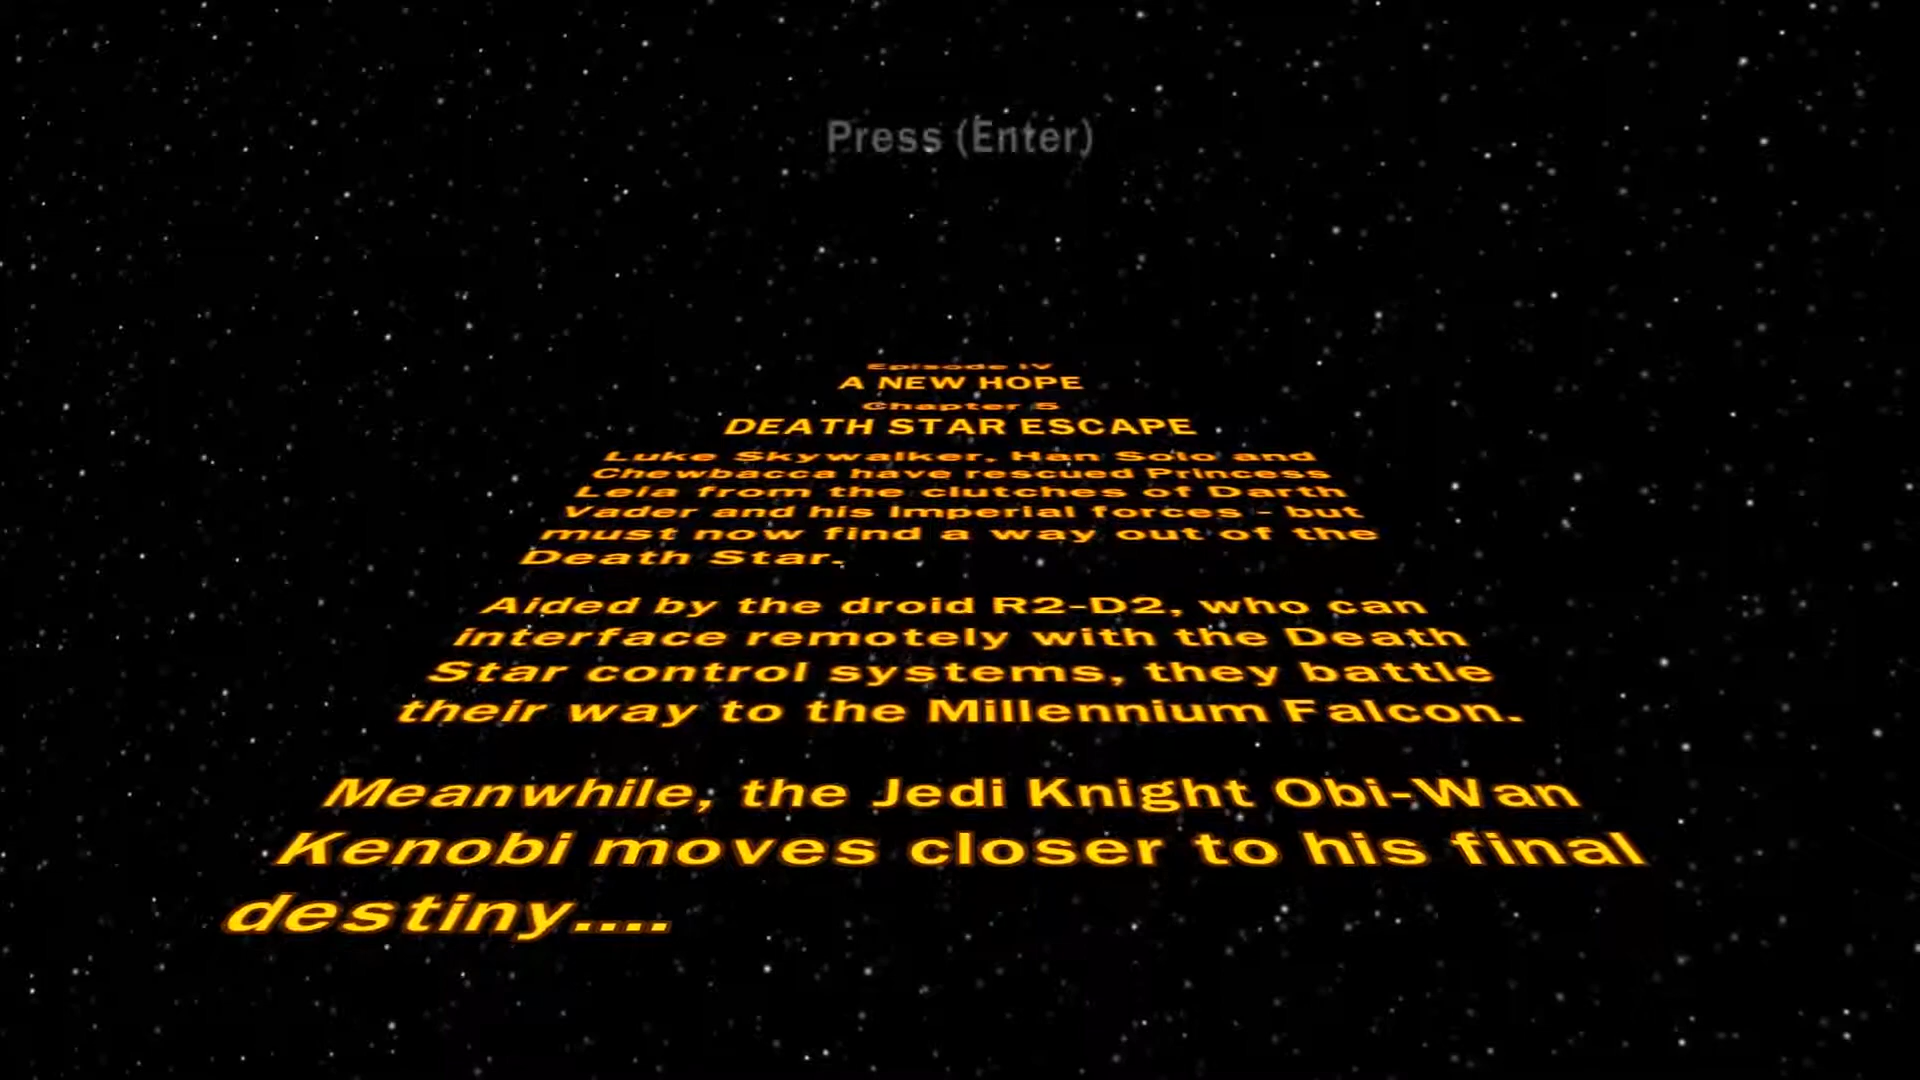 Press (Enter)
Episode IV
A NEW HOPE
Chapter 5
DEATH STAR ESCAPE
Luke Skywalker, Han Solo and
Chewbacca have rescued Princess
Leia from the clutches of Darth
Vader and his Imperial forces - but
must now find a way out of the
Death Star.
Aided by the droid R2-D2, who can
interface remotely with the Death
Star control systems, they battle
their way to the Millennium Falcon.
Meanwhile, the Jedi Knight Obi-Wan
Kenobi moves closer to his final
destiny....